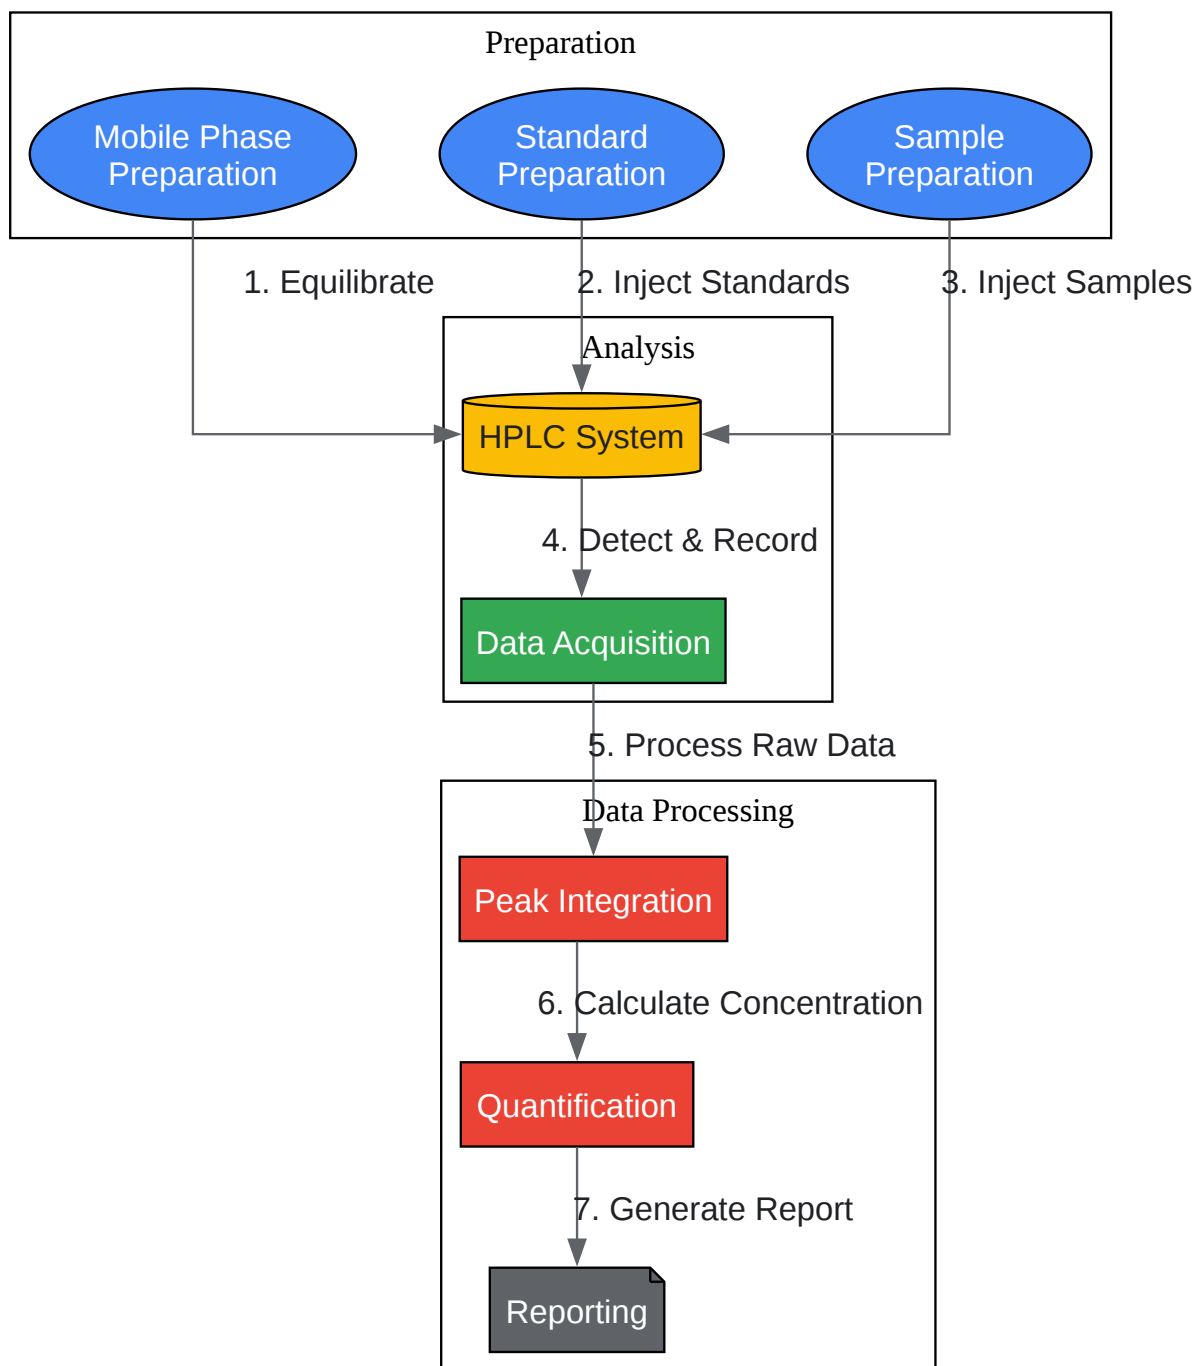 Preparation
Mobile Phase
Preparation
Standard
Preparation
Sample
Preparation
1. Equilibrate
2. Inject Standards
3. Inject Samples
Analysis
HPLC System
4. Detect & Record
Data Acquisition
5. Process Raw Data
Data Processing
Peak Integration
6. Calculate Concentration
Quantification
7. Generate Report
Reporting